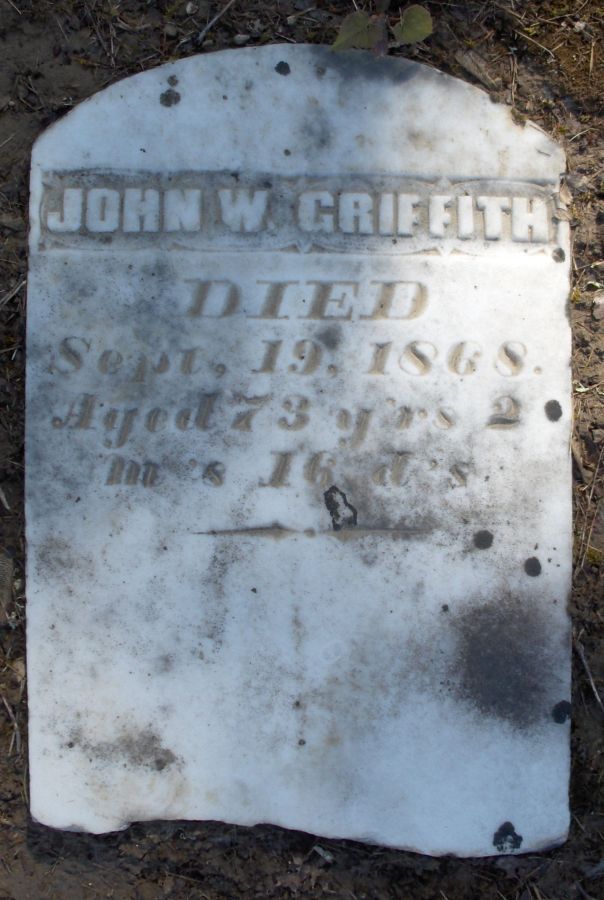 JOHN W. GRIFFITH
DIED
Sept, 19, 1868.
Aged 73 y'rs 2
m's 16 d's